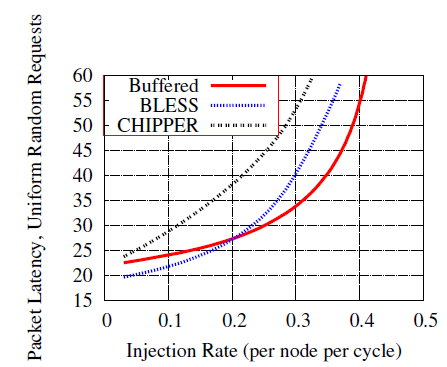 Packet Latency, Uniform Random Requests
60
55
50
45
40
35
30
25
20
15
Buffered
BLESS
CHIPPER
0 0.1 0.2 0.3 0.4 0.5
Injection Rate (per node per cycle)